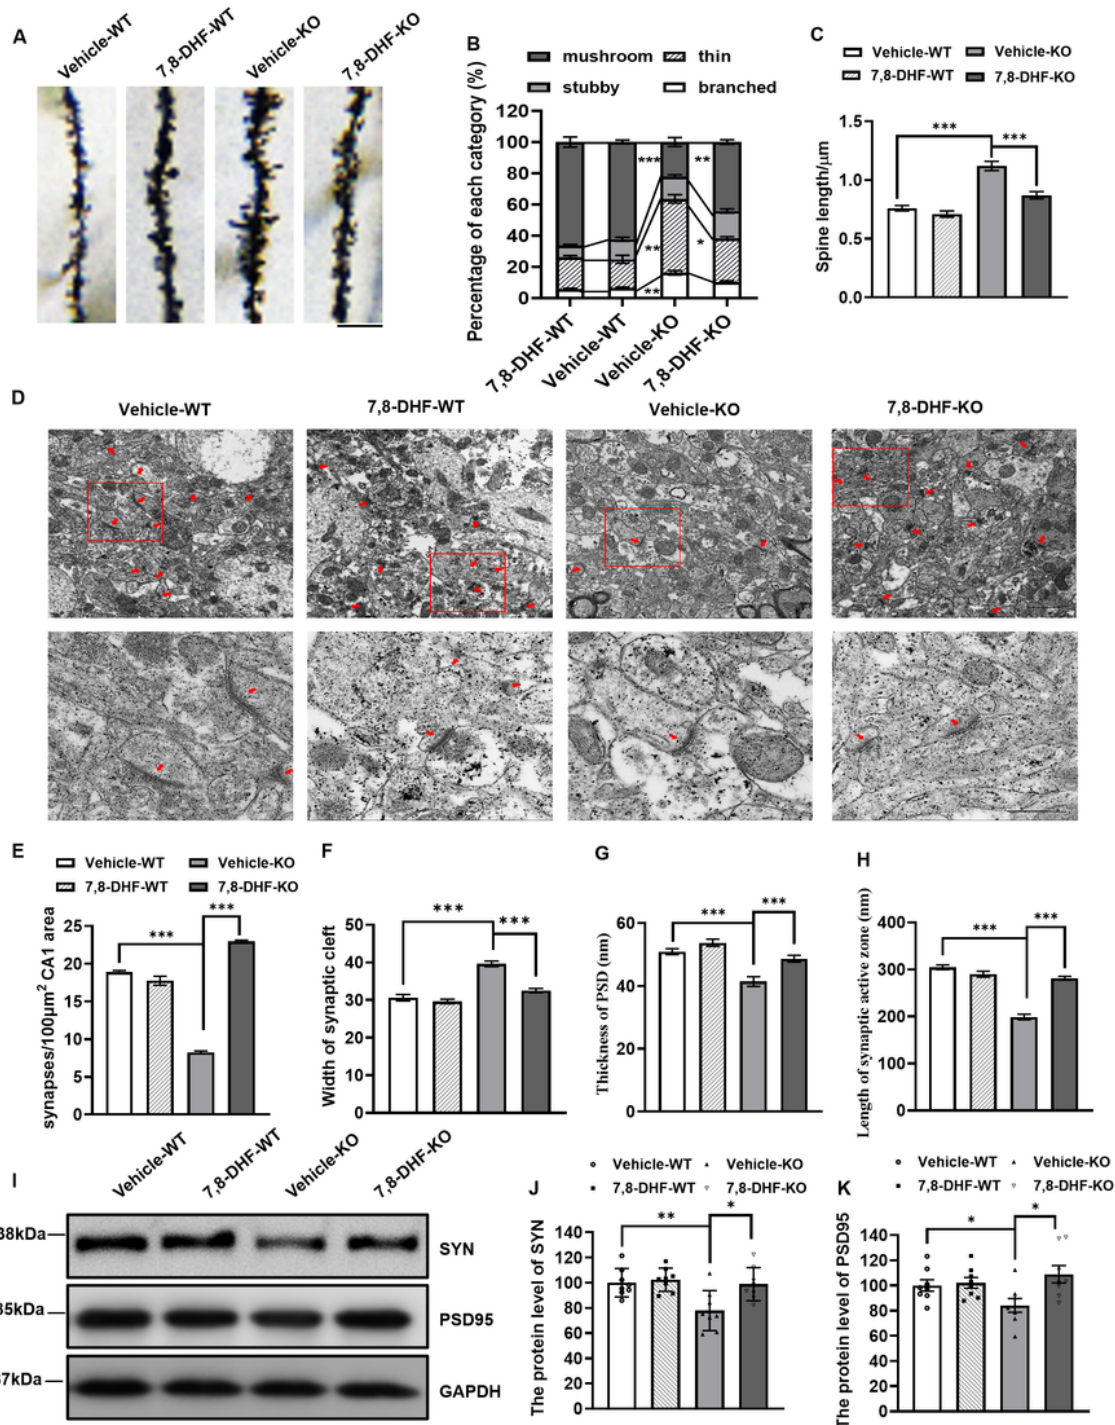 A
Vehicle-WT
7,8-DHF-WT
Vehicle-KO
7,8-DHF-KO
B
mushroom
thin
stubby
branched
Percentage of each category (%)
120
100
80
60
40
20
0
***
**
**
*
**
7,8-DHF-WT
Vehicle-WT
Vehicle-KO
7,8-DHF-KO
C
Vehicle-WT
Vehicle-KO
7,8-DHF-WT
7,8-DHF-KO
Spine length/μm
1.5
1.0
0.5
0.0
***
***
D
Vehicle-WT
7,8-DHF-WT
Vehicle-KO
7,8-DHF-KO
E
Vehicle-WT
Vehicle-KO
7,8-DHF-WT
7,8-DHF-KO
synapses/100μm² CA1 area
25
20
15
10
5
0
***
***
F
Width of synaptic cleft
50
40
30
20
10
0
***
***
G
Thickness of PSD (nm)
60
40
20
0
***
***
H
Length of synaptic active zone (nm)
400
300
200
100
0
***
***
I
Vehicle-WT
7,8-DHF-WT
Vehicle-KO
7,8-DHF-KO
38kDa
SYN
35kDa
PSD95
37kDa
GAPDH
J
Vehicle-WT
Vehicle-KO
7,8-DHF-WT
7,8-DHF-KO
The protein level of SYN
140
120
100
80
60
40
20
0
**
*
K
Vehicle-WT
Vehicle-KO
7,8-DHF-WT
7,8-DHF-KO
The protein level of PSD95
140
120
100
80
60
40
20
0
*
*